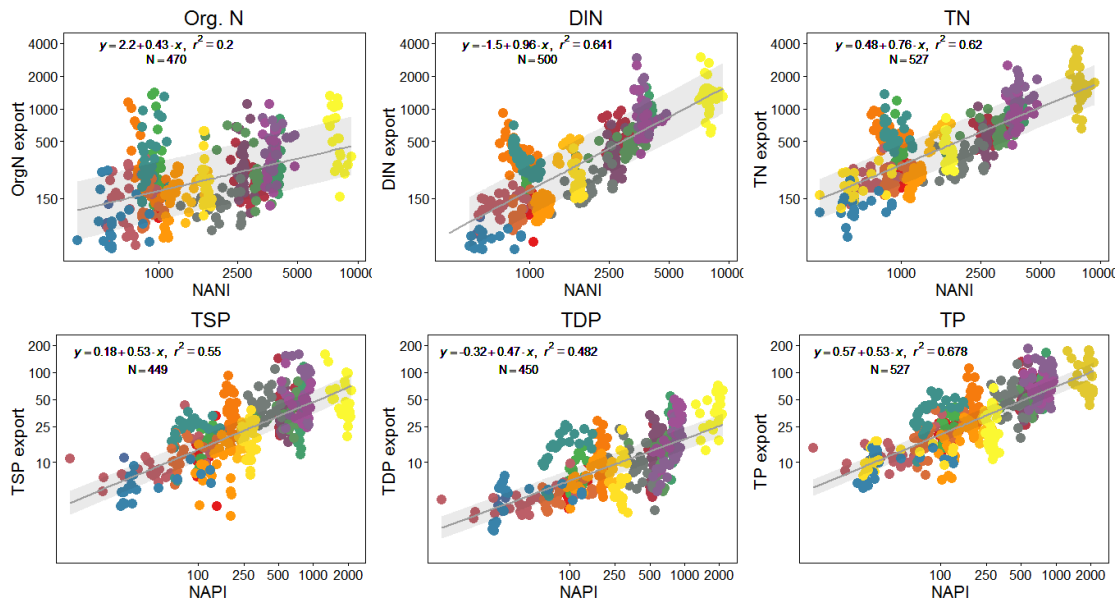 Org. N
y = 2.2 + 0.43 · x, r² = 0.2
N = 470
4000
2000
1000
500
150
OrgN export
1000
2500
5000
10000
NANI
DIN
y = -1.5 + 0.96 · x, r² = 0.641
N = 500
4000
2000
1000
500
150
DIN export
1000
2500
5000
10000
NANI
TN
y = 0.48 + 0.76 · x, r² = 0.62
N = 527
4000
2000
1000
500
150
TN export
1000
2500
5000
10000
NANI
TSP
y = 0.18 + 0.53 · x, r² = 0.55
N = 449
200
100
50
25
10
TSP export
100
250
500
1000
2000
NAPI
TDP
y = -0.32 + 0.47 · x, r² = 0.482
N = 450
200
100
50
25
10
TDP export
100
250
500
1000
2000
NAPI
TP
y = 0.57 + 0.53 · x, r² = 0.678
N = 527
200
100
50
25
10
TP export
100
250
500
1000
2000
NAPI